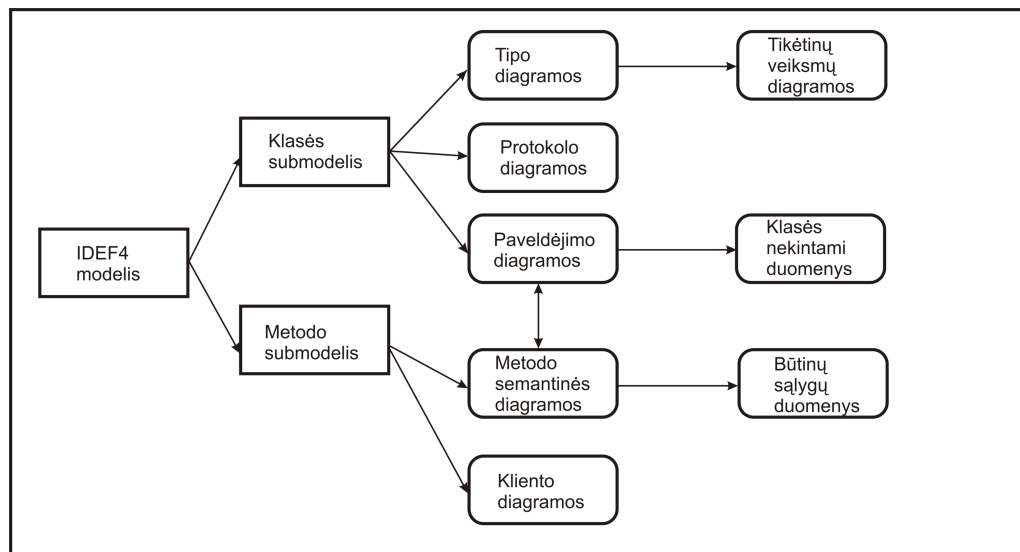 Tipo
diagramos
Tikėtinų
veiksmų
diagramos
Klasės
submodelis
Protokolo
diagramos
IDEF4
modelis
Paveldėjimo
diagramos
Klasės
nekintami
duomenys
Metodo
submodelis
Metodo
semantinės
diagramos
Būtinų
sąlygų
duomenys
Kliento
diagramos